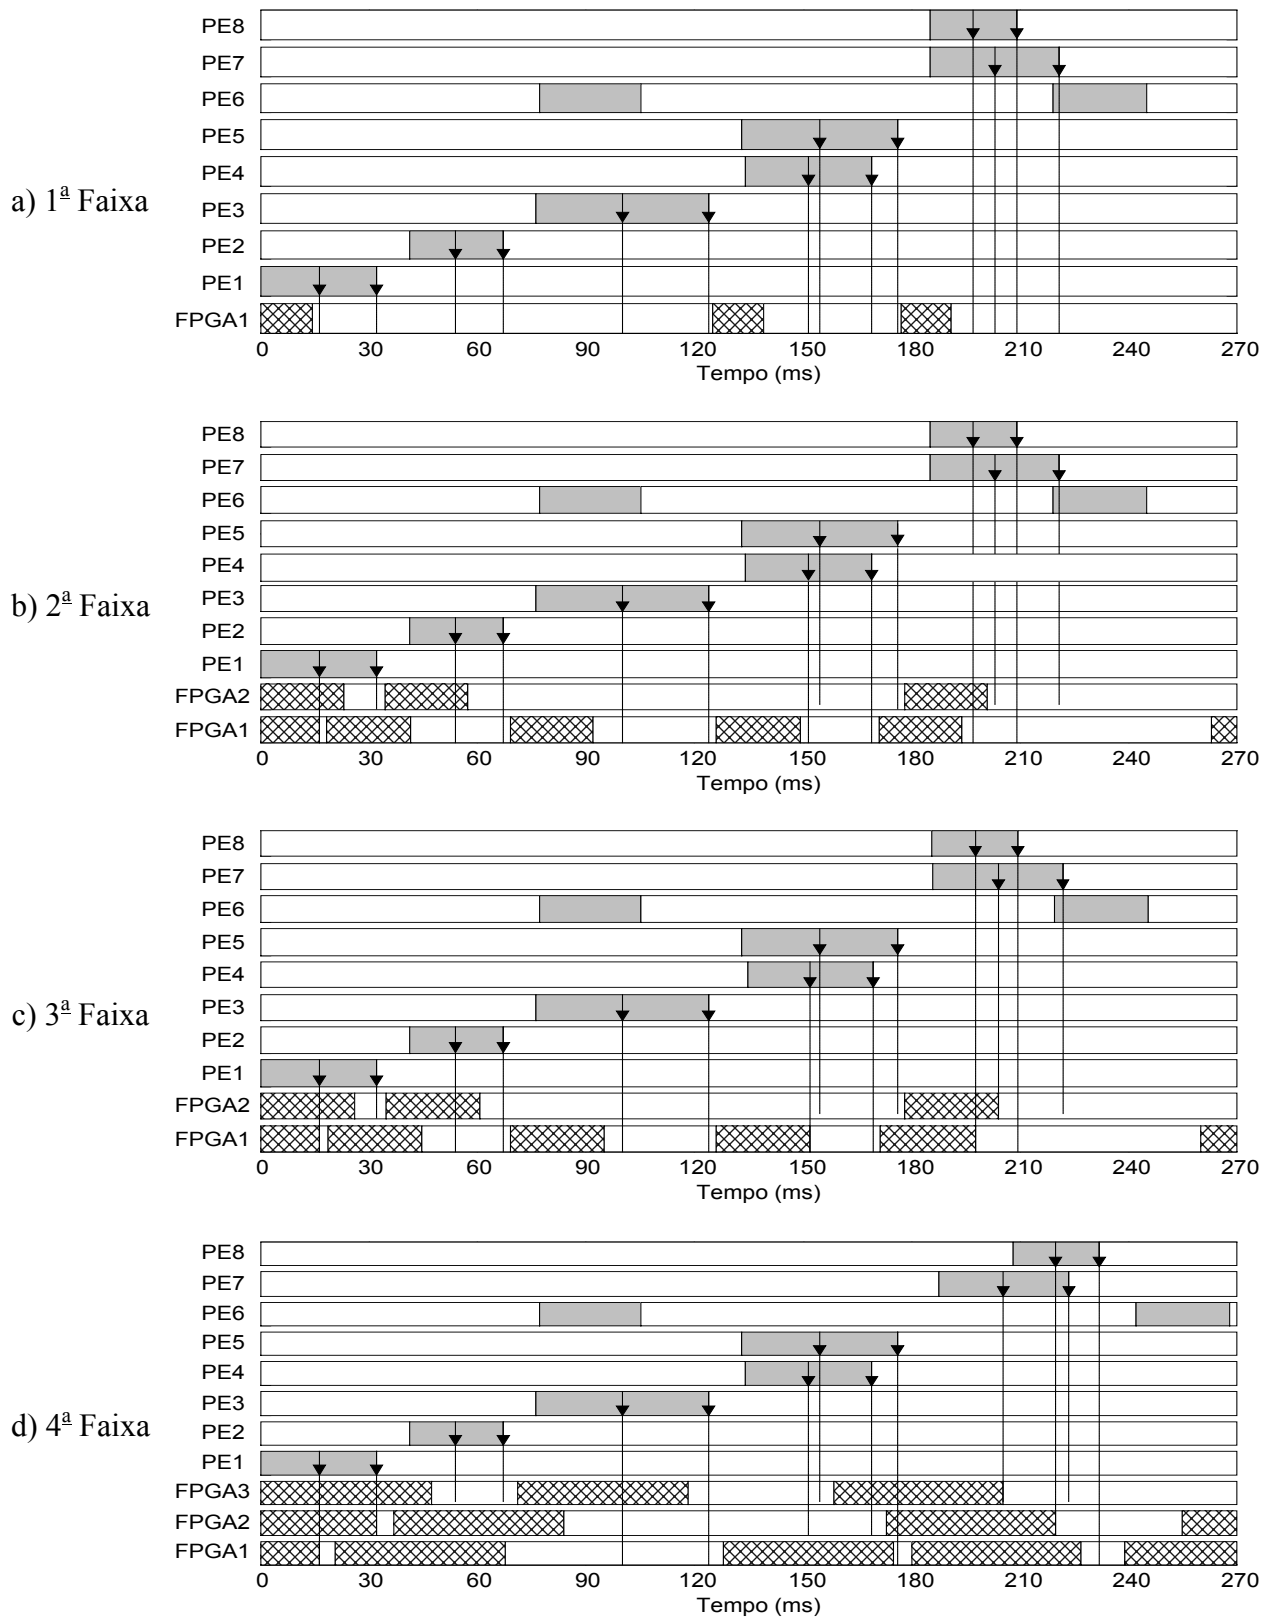 PE8
PE7
PE6
PE5
PE4
a) 1ª Faixa
PE3
PE2
PE1
FPGA1
0 30 60 90 120 150 180 210 240 270
Tempo (ms)
PE8
PE7
PE6
PE5
PE4
b) 2ª Faixa
PE3
PE2
PE1
FPGA2
FPGA1
0 30 60 90 120 150 180 210 240 270
Tempo (ms)
PE8
PE7
PE6
PE5
PE4
c) 3ª Faixa
PE3
PE2
PE1
FPGA2
FPGA1
0 30 60 90 120 150 180 210 240 270
Tempo (ms)
PE8
PE7
PE6
PE5
PE4
PE3
d) 4ª Faixa
PE2
PE1
FPGA3
FPGA2
FPGA1
0 30 60 90 120 150 180 210 240 270
Tempo (ms)